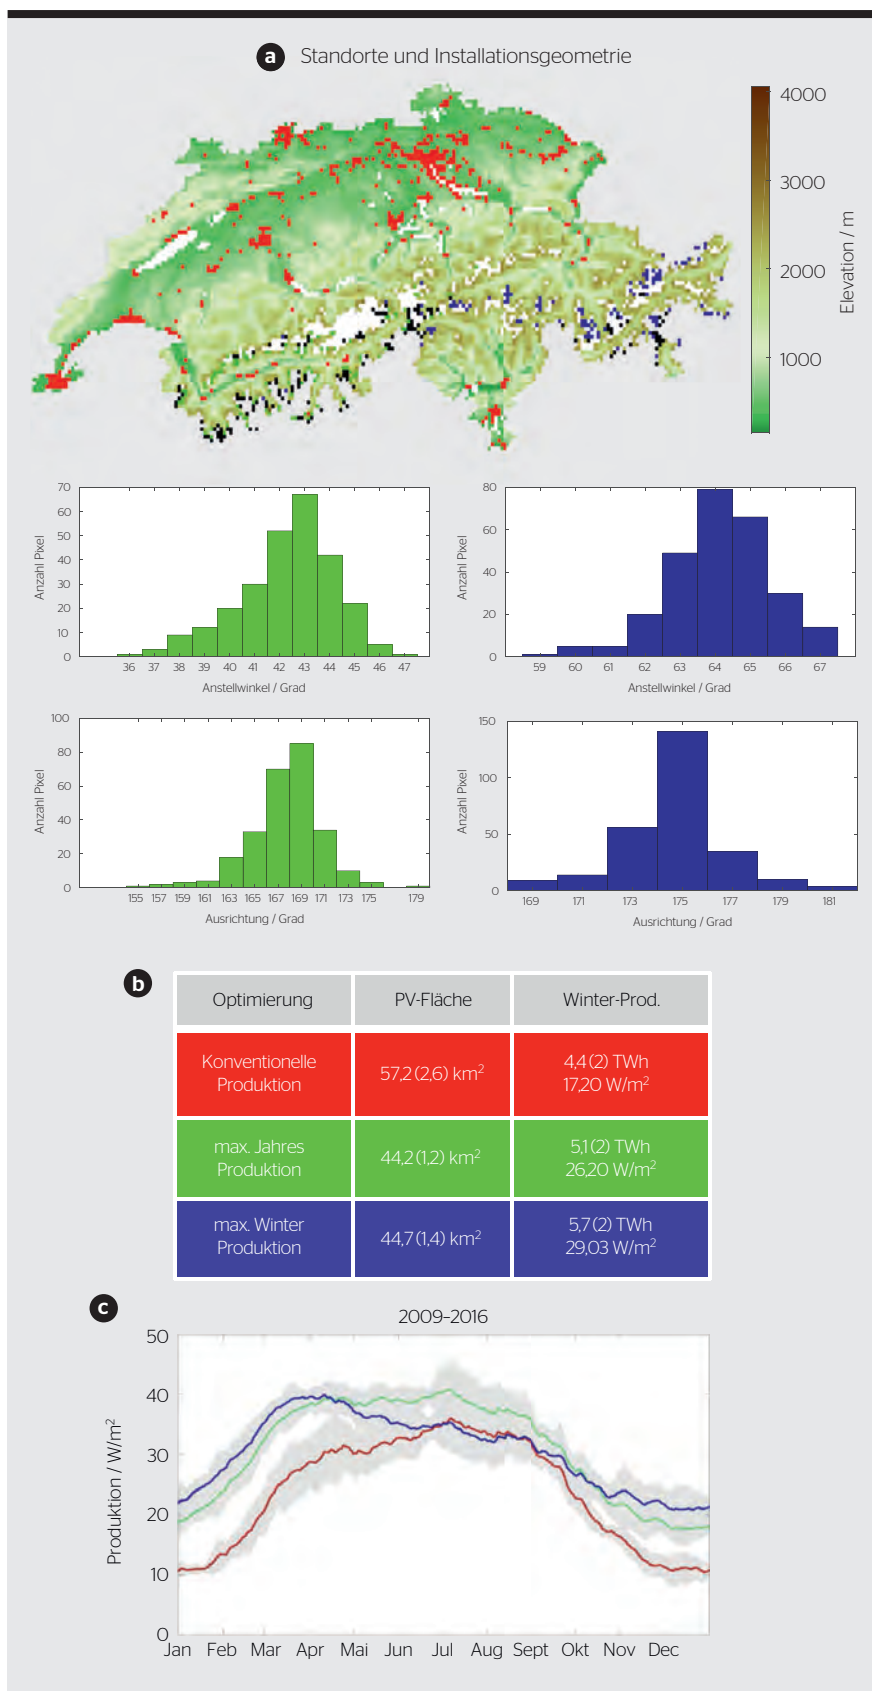 a Standorte und Installationsgeometrie
4000
3000
2000
1000
Elevation / m
70
60
50
40
30
20
10
0
Anzahl Pixel
36 37 38 39 40 41 42 43 44 45 46 47
Anstellwinkel / Grad
80
60
40
20
0
Anzahl Pixel
59 60 61 62 63 64 65 66 67
Anstellwinkel / Grad
100
80
60
40
20
0
Anzahl Pixel
155 157 159 161 163 165 167 169 171 173 175 179
Ausrichtung / Grad
150
100
50
0
Anzahl Pixel
169 171 173 175 177 179 181
Ausrichtung / Grad
b
Optimierung PV-Fläche Winter-Prod.
Konventionelle
Produktion
57,2 (2,6) km²
4,4 (2) TWh
17,20 W/m²
max. Jahres
Produktion
44,2 (1,2) km²
5,1 (2) TWh
26,20 W/m²
max. Winter
Produktion
44,7 (1,4) km²
5,7 (2) TWh
29,03 W/m²
c
2009–2016
50
40
30
20
10
0
Produktion / W/m²
Jan Feb Mar Apr Mai Jun Jul Aug Sept Okt Nov Dec